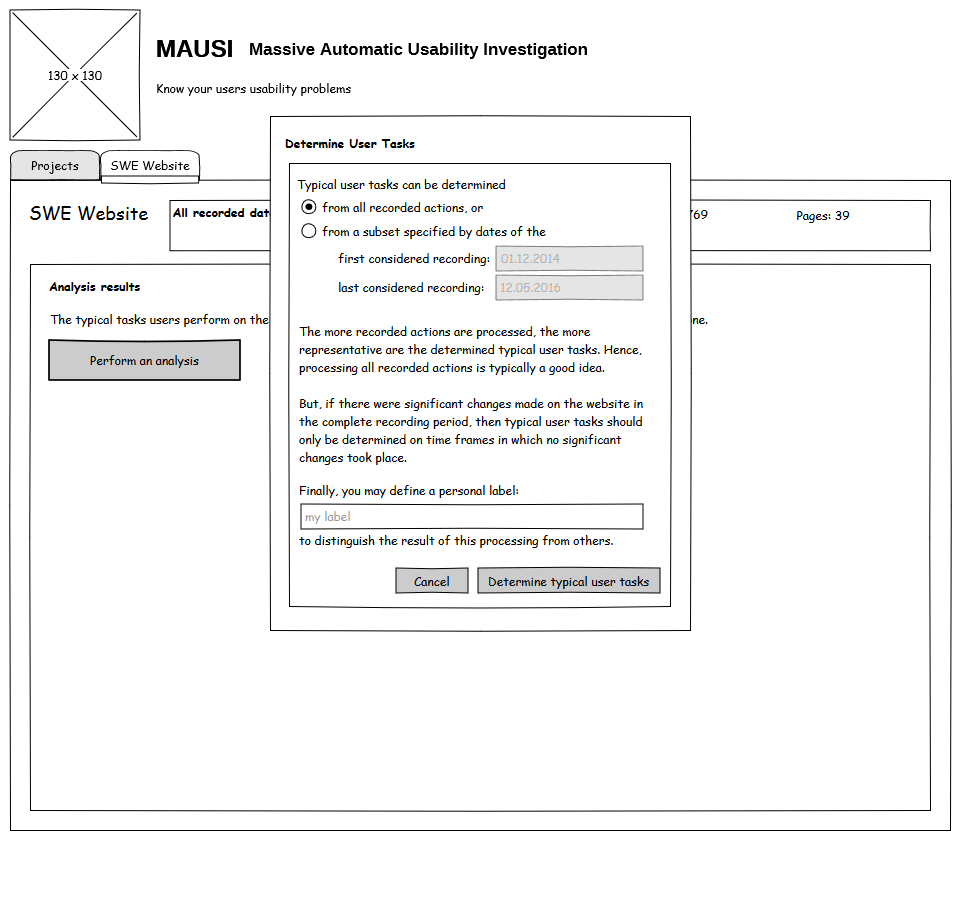 130 x 130
MAUSI Massive Automatic Usability Investigation
Know your users usability problems
Projects
SWE Website
SWE Website
All recorded
Pages: 39
Analysis results
The typical tasks users perform on the
Perform an analysis
Determine User Tasks
Typical user tasks can be determined
from all recorded actions, or
from a subset specified by dates of the
first considered recording: 01.12.2014
last considered recording: 12.05.2016
The more recorded actions are processed, the more
representative are the determined typical user tasks. Hence,
processing all recorded actions is typically a good idea.
But, if there were significant changes made on the website in
the complete recording period, then typical user tasks should
only be determined on time frames in which no significant
changes took place.
Finally, you may define a personal label:
my label
to distinguish the result of this processing from others.
Cancel
Determine typical user tasks